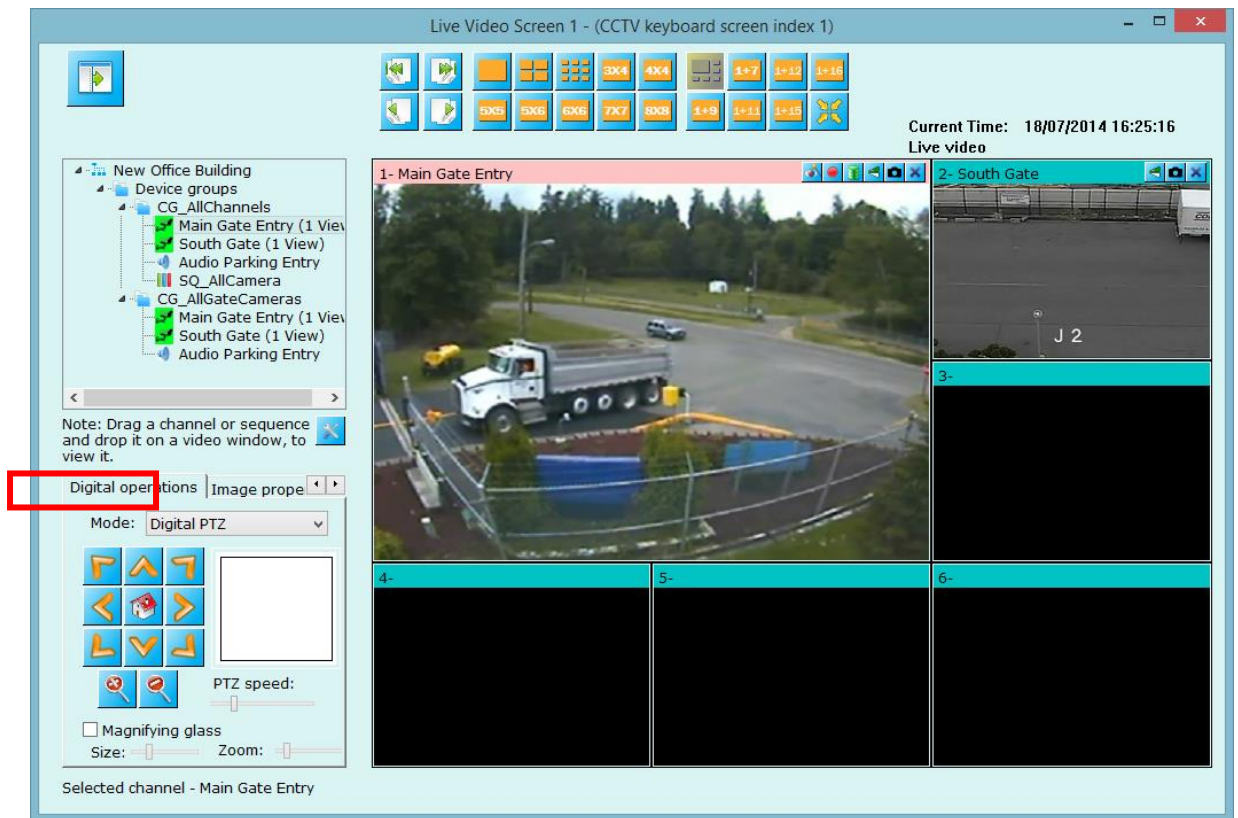 Live Video Screen 1 - (CCTV keyboard screen index 1)
3X4 4X4 1+7 1+12 1+16
5X5 5X6 6X6 7X7 8X8 1+9 1+11 1+15
Current Time: 18/07/2014 16:25:16
Live video
New Office Building
Device groups
CG_AllChannels
Main Gate Entry (1 View
South Gate (1 View)
Audio Parking Entry
SQ_AllCamera
CG_AllGateCameras
Main Gate Entry (1 View
South Gate (1 View)
Audio Parking Entry
Note: Drag a channel or sequence
and drop it on a video window, to
view it.
Digital operations Image prope
Mode: Digital PTZ
PTZ speed:
Magnifying glass
Size: Zoom:
Selected channel - Main Gate Entry
1- Main Gate Entry
2- South Gate
J 2
3-
4-
5-
6-